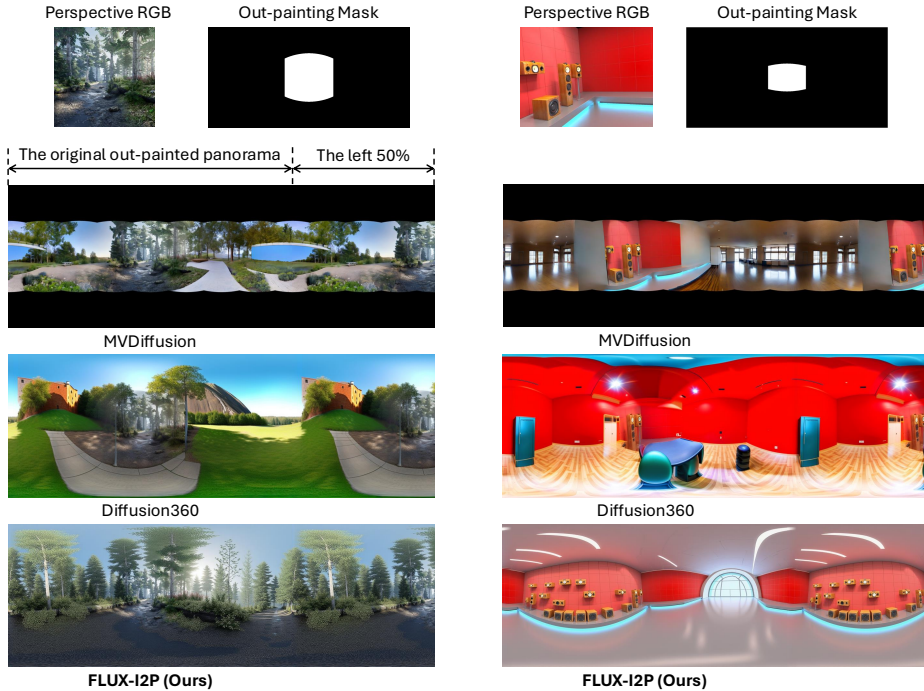 Perspective RGB
Out-painting Mask
Perspective RGB
Out-painting Mask
The original out-painted panorama
The left 50%
MVDiffusion
MVDiffusion
Diffusion360
Diffusion360
FLUX-I2P (Ours)
FLUX-I2P (Ours)